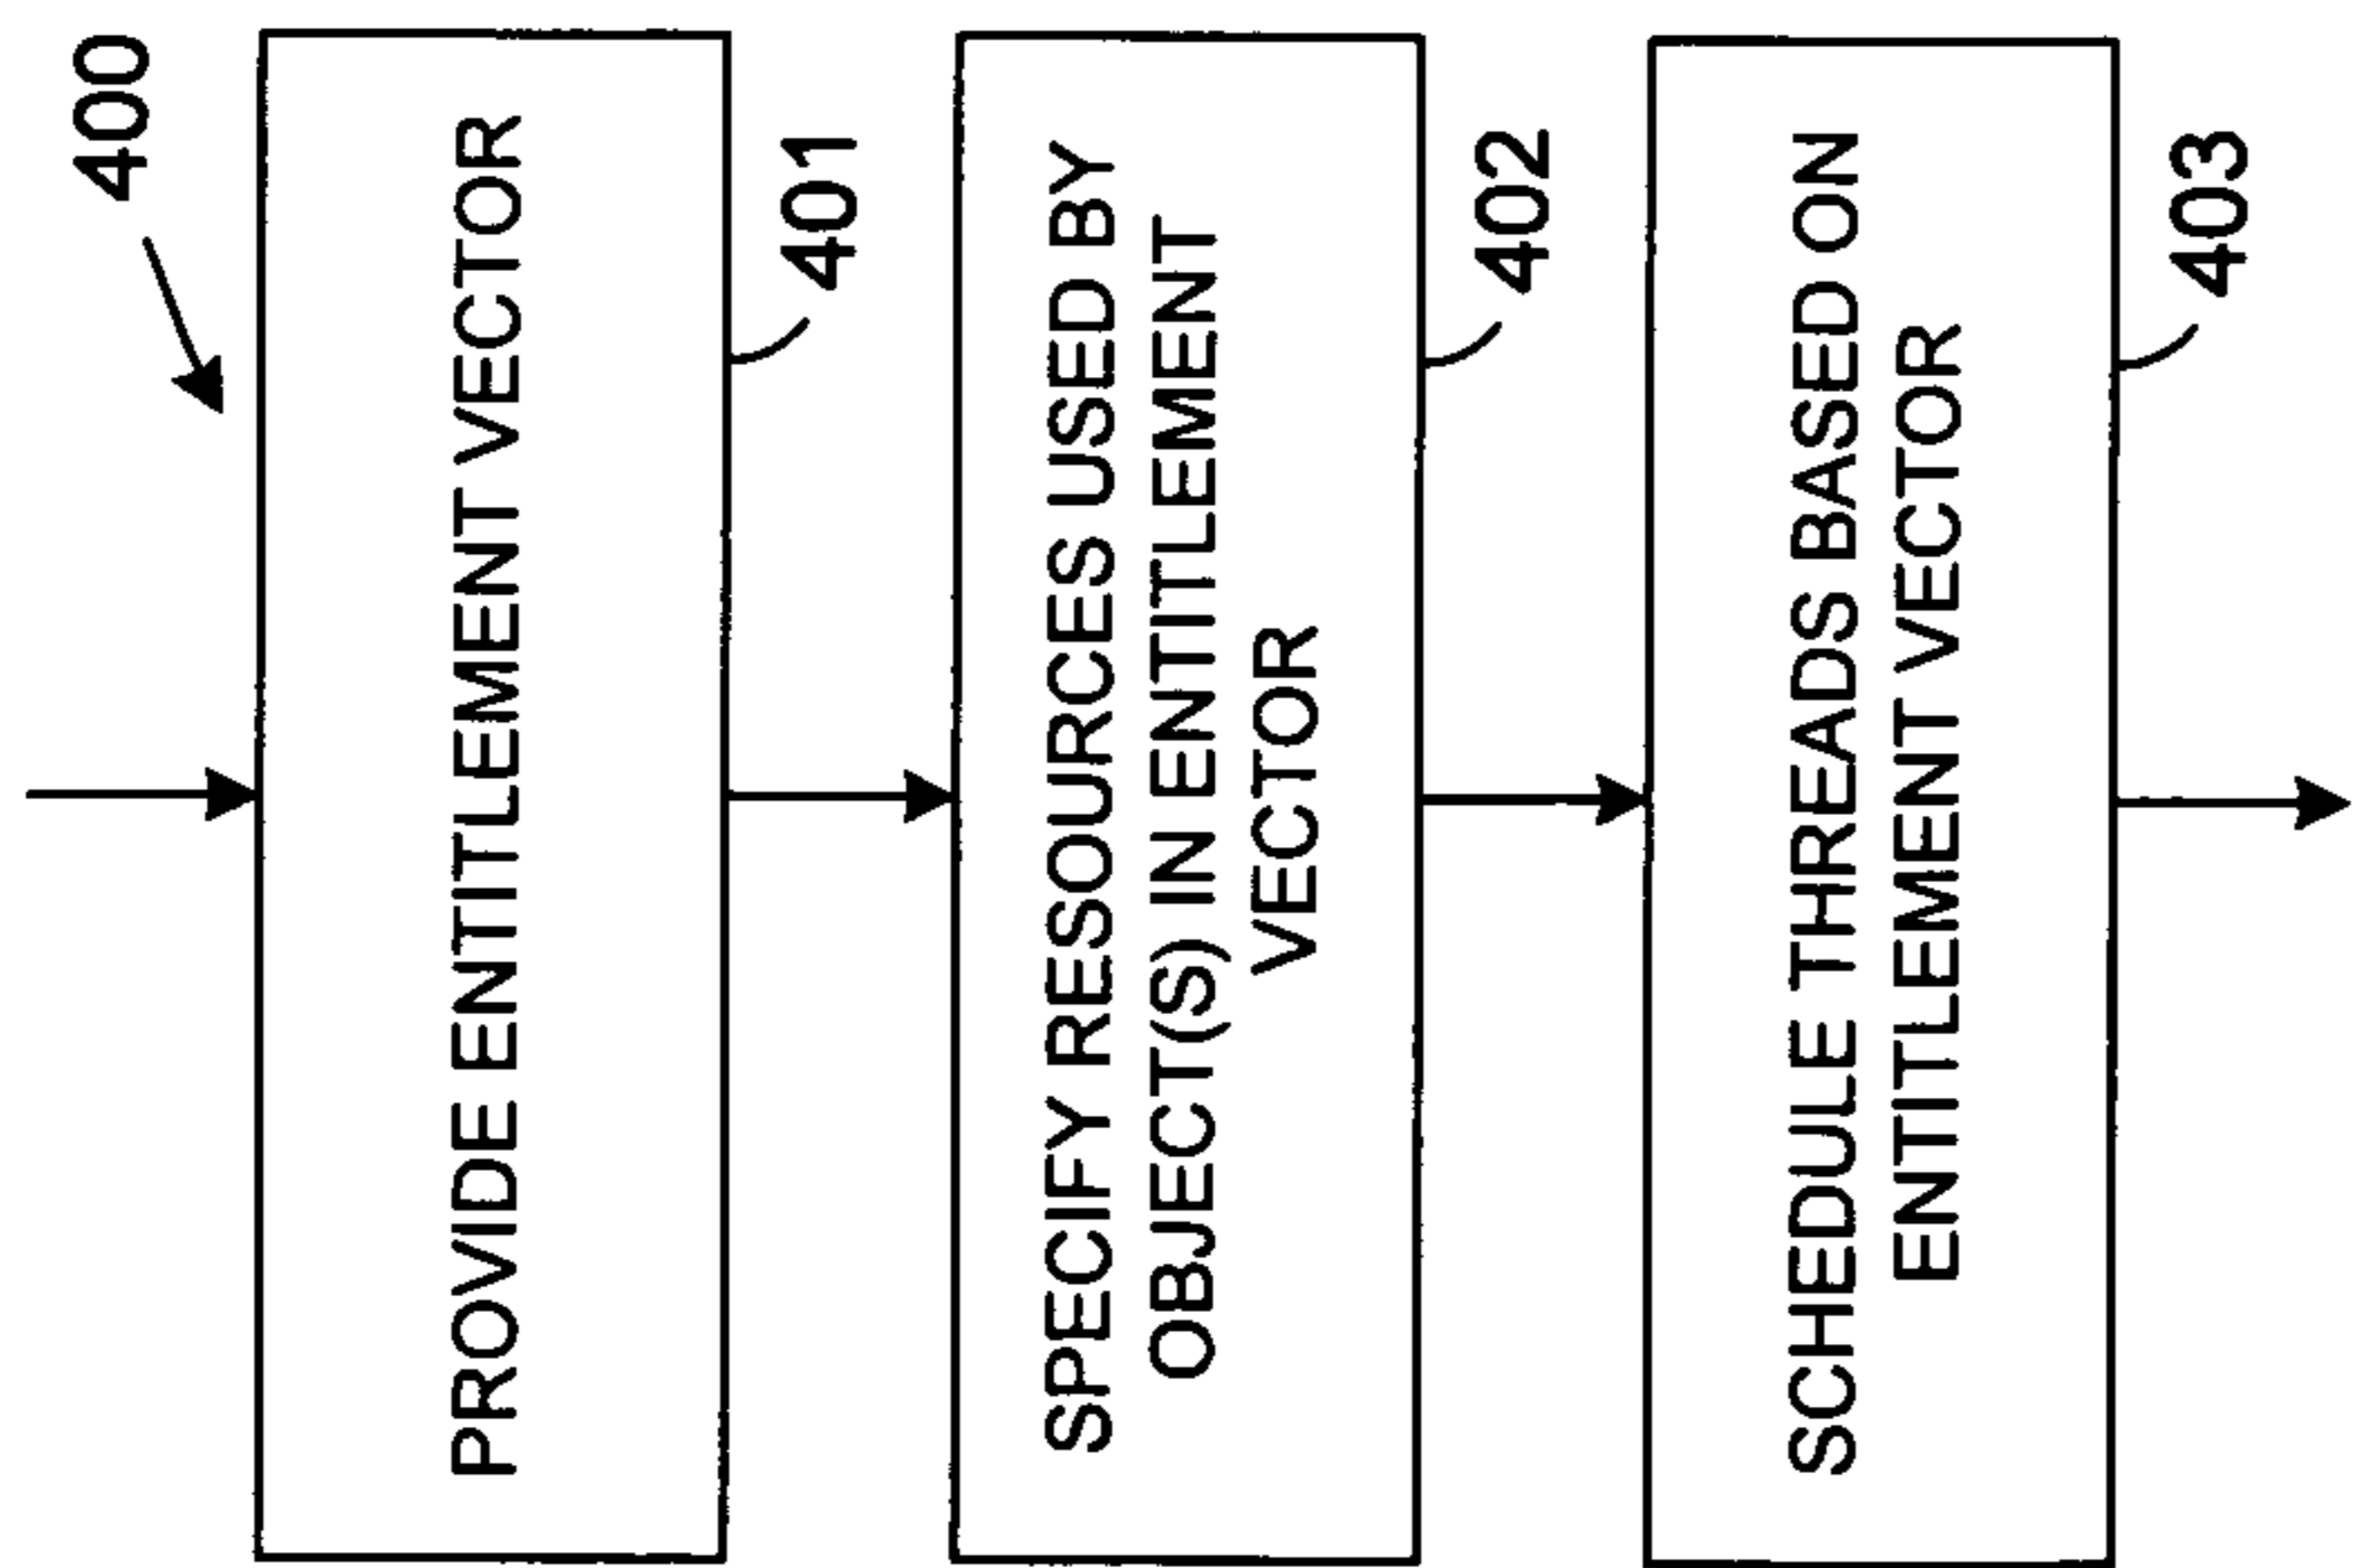 400
PROVIDE ENTITLEMENT VECTOR
401
SPECIFY RESOURCES USED BY
OBJECT(S) IN ENTITLEMENT
VECTOR
402
SCHEDULE THREADS BASED ON
ENTITLEMENT VECTOR
403